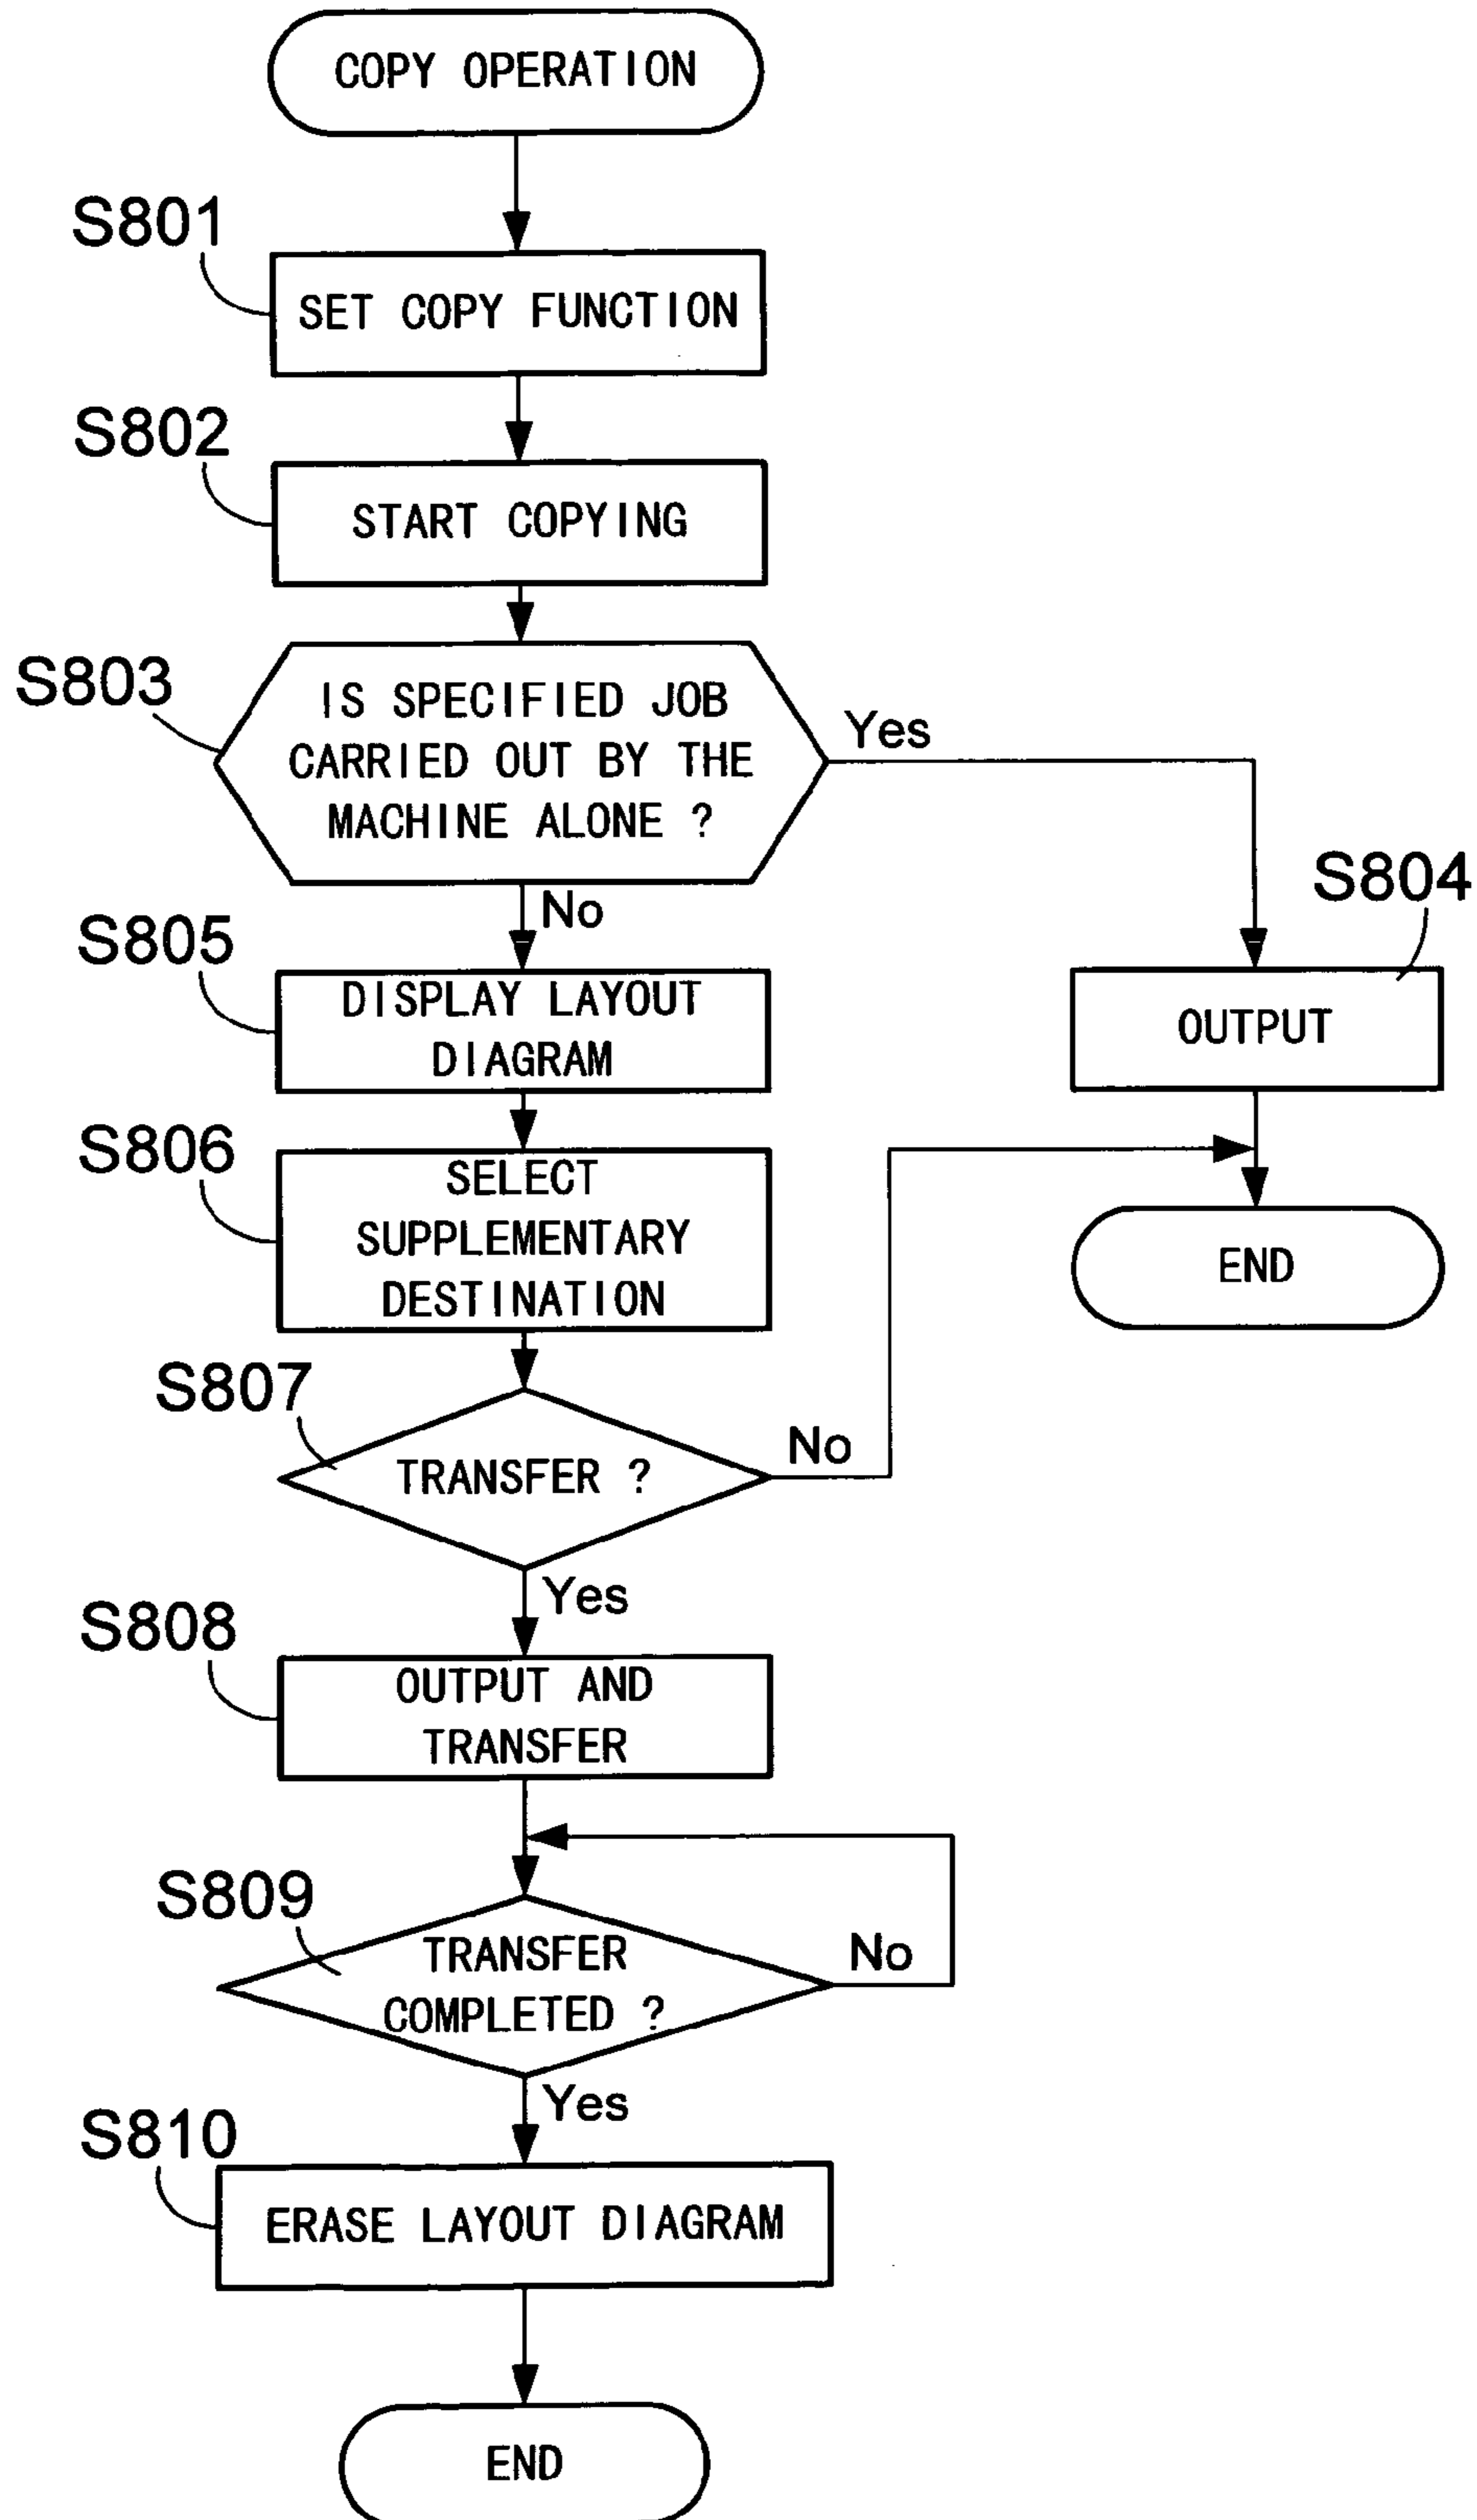 COPY OPERATION
S801
SET COPY FUNCTION
S802
START COPYING
S803
IS SPECIFIED JOB
CARRIED OUT BY THE
MACHINE ALONE ?
Yes
S804
OUTPUT
No
S805
DISPLAY LAYOUT
DIAGRAM
S806
SELECT
SUPPLEMENTARY
DESTINATION
END
S807
TRANSFER ?
No
Yes
S808
OUTPUT AND
TRANSFER
S809
TRANSFER
COMPLETED ?
No
Yes
S810
ERASE LAYOUT DIAGRAM
END